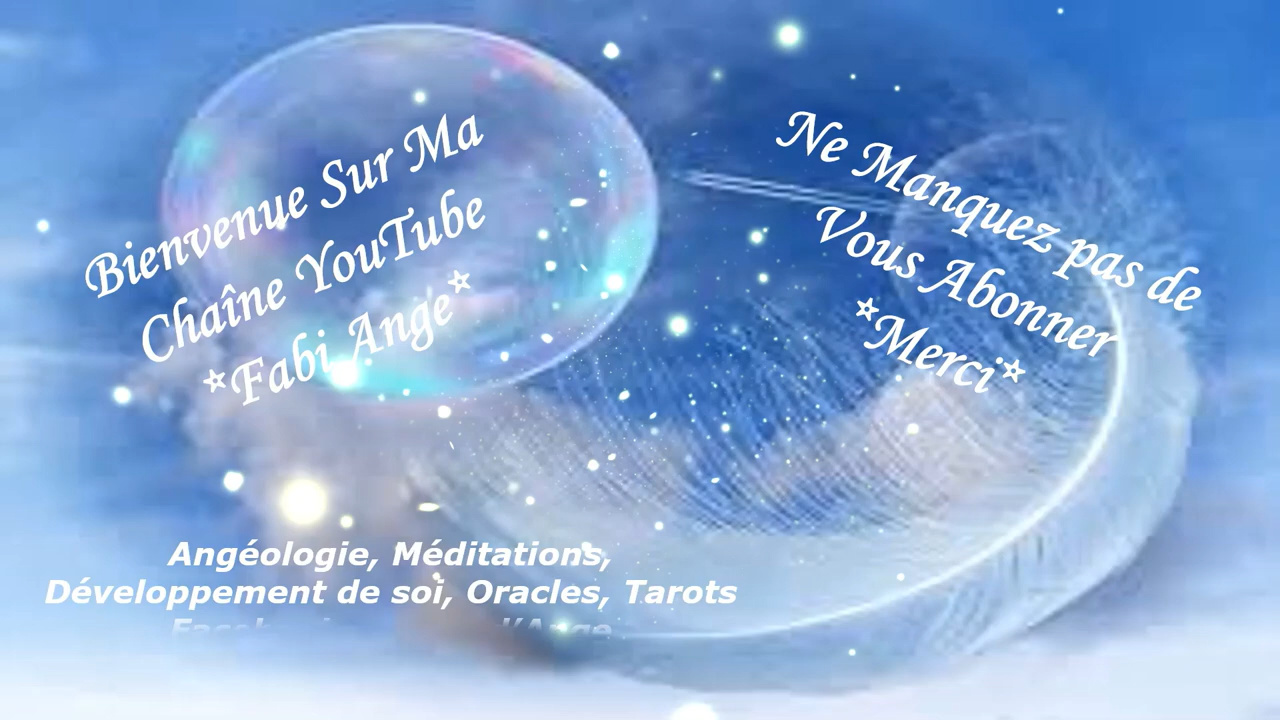 Bienvenue Sur Ma
Chaîne YouTube
*Fabi Ange*
Ne Manquez pas de
Vous Abonner
*Merci*
Angéologie, Méditations,
Développement de soi, Oracles, Tarots
l'Ange